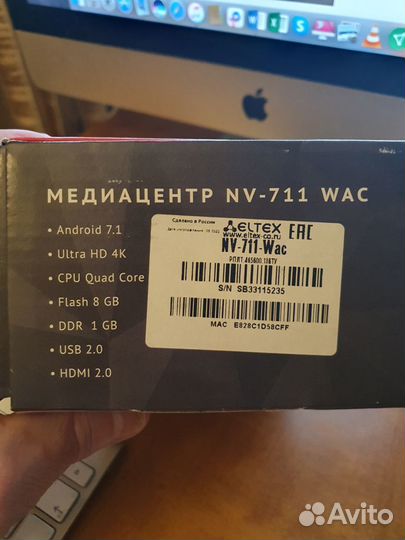 МЕДИАЦЕНТР NV-711 WAC
• Android 7.1
• Ultra HD 4K
• CPU Quad Core
• Flash 8 GB
• DDR 1 GB
• USB 2.0
• HDMI 2.0
Сделано в России
ELTEX
EAC
www.eltex-co.ru
NV-711-Wac
S/N SB33115235
MAC E828C1D58CFF
Avito